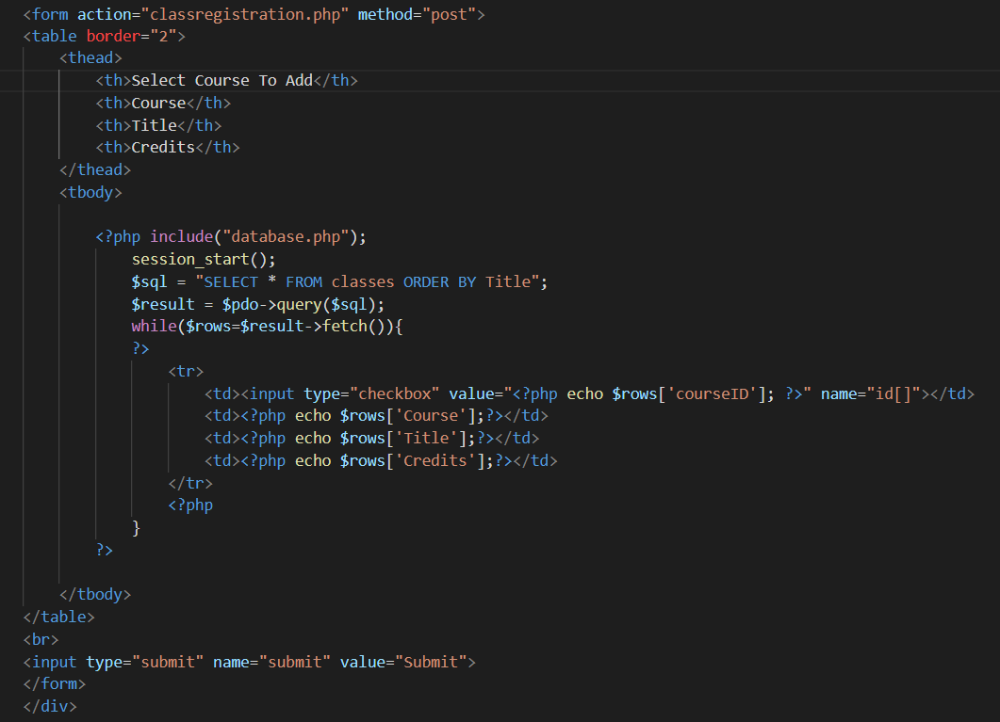 <form action="classregistration.php" method="post">
<table border="2">
<thead>
<th>Select Course To Add</th>
<th>Course</th>
<th>Title</th>
<th>Credits</th>
</thead>
<tbody>
<?php include("database.php");
session_start();
$sql = "SELECT * FROM classes ORDER BY Title";
$result = $pdo->query($sql);
while($rows=$result->fetch()){
?>
<tr>
<td><input type="checkbox" value="<?php echo $rows['courseID']; ?>" name="id[]"></td>
<td><?php echo $rows['Course'];?></td>
<td><?php echo $rows['Title'];?></td>
<td><?php echo $rows['Credits'];?></td>
</tr>
<?php
}
?>
</tbody>
</table>
<br>
<input type="submit" name="submit" value="Submit">
</form>
</div>